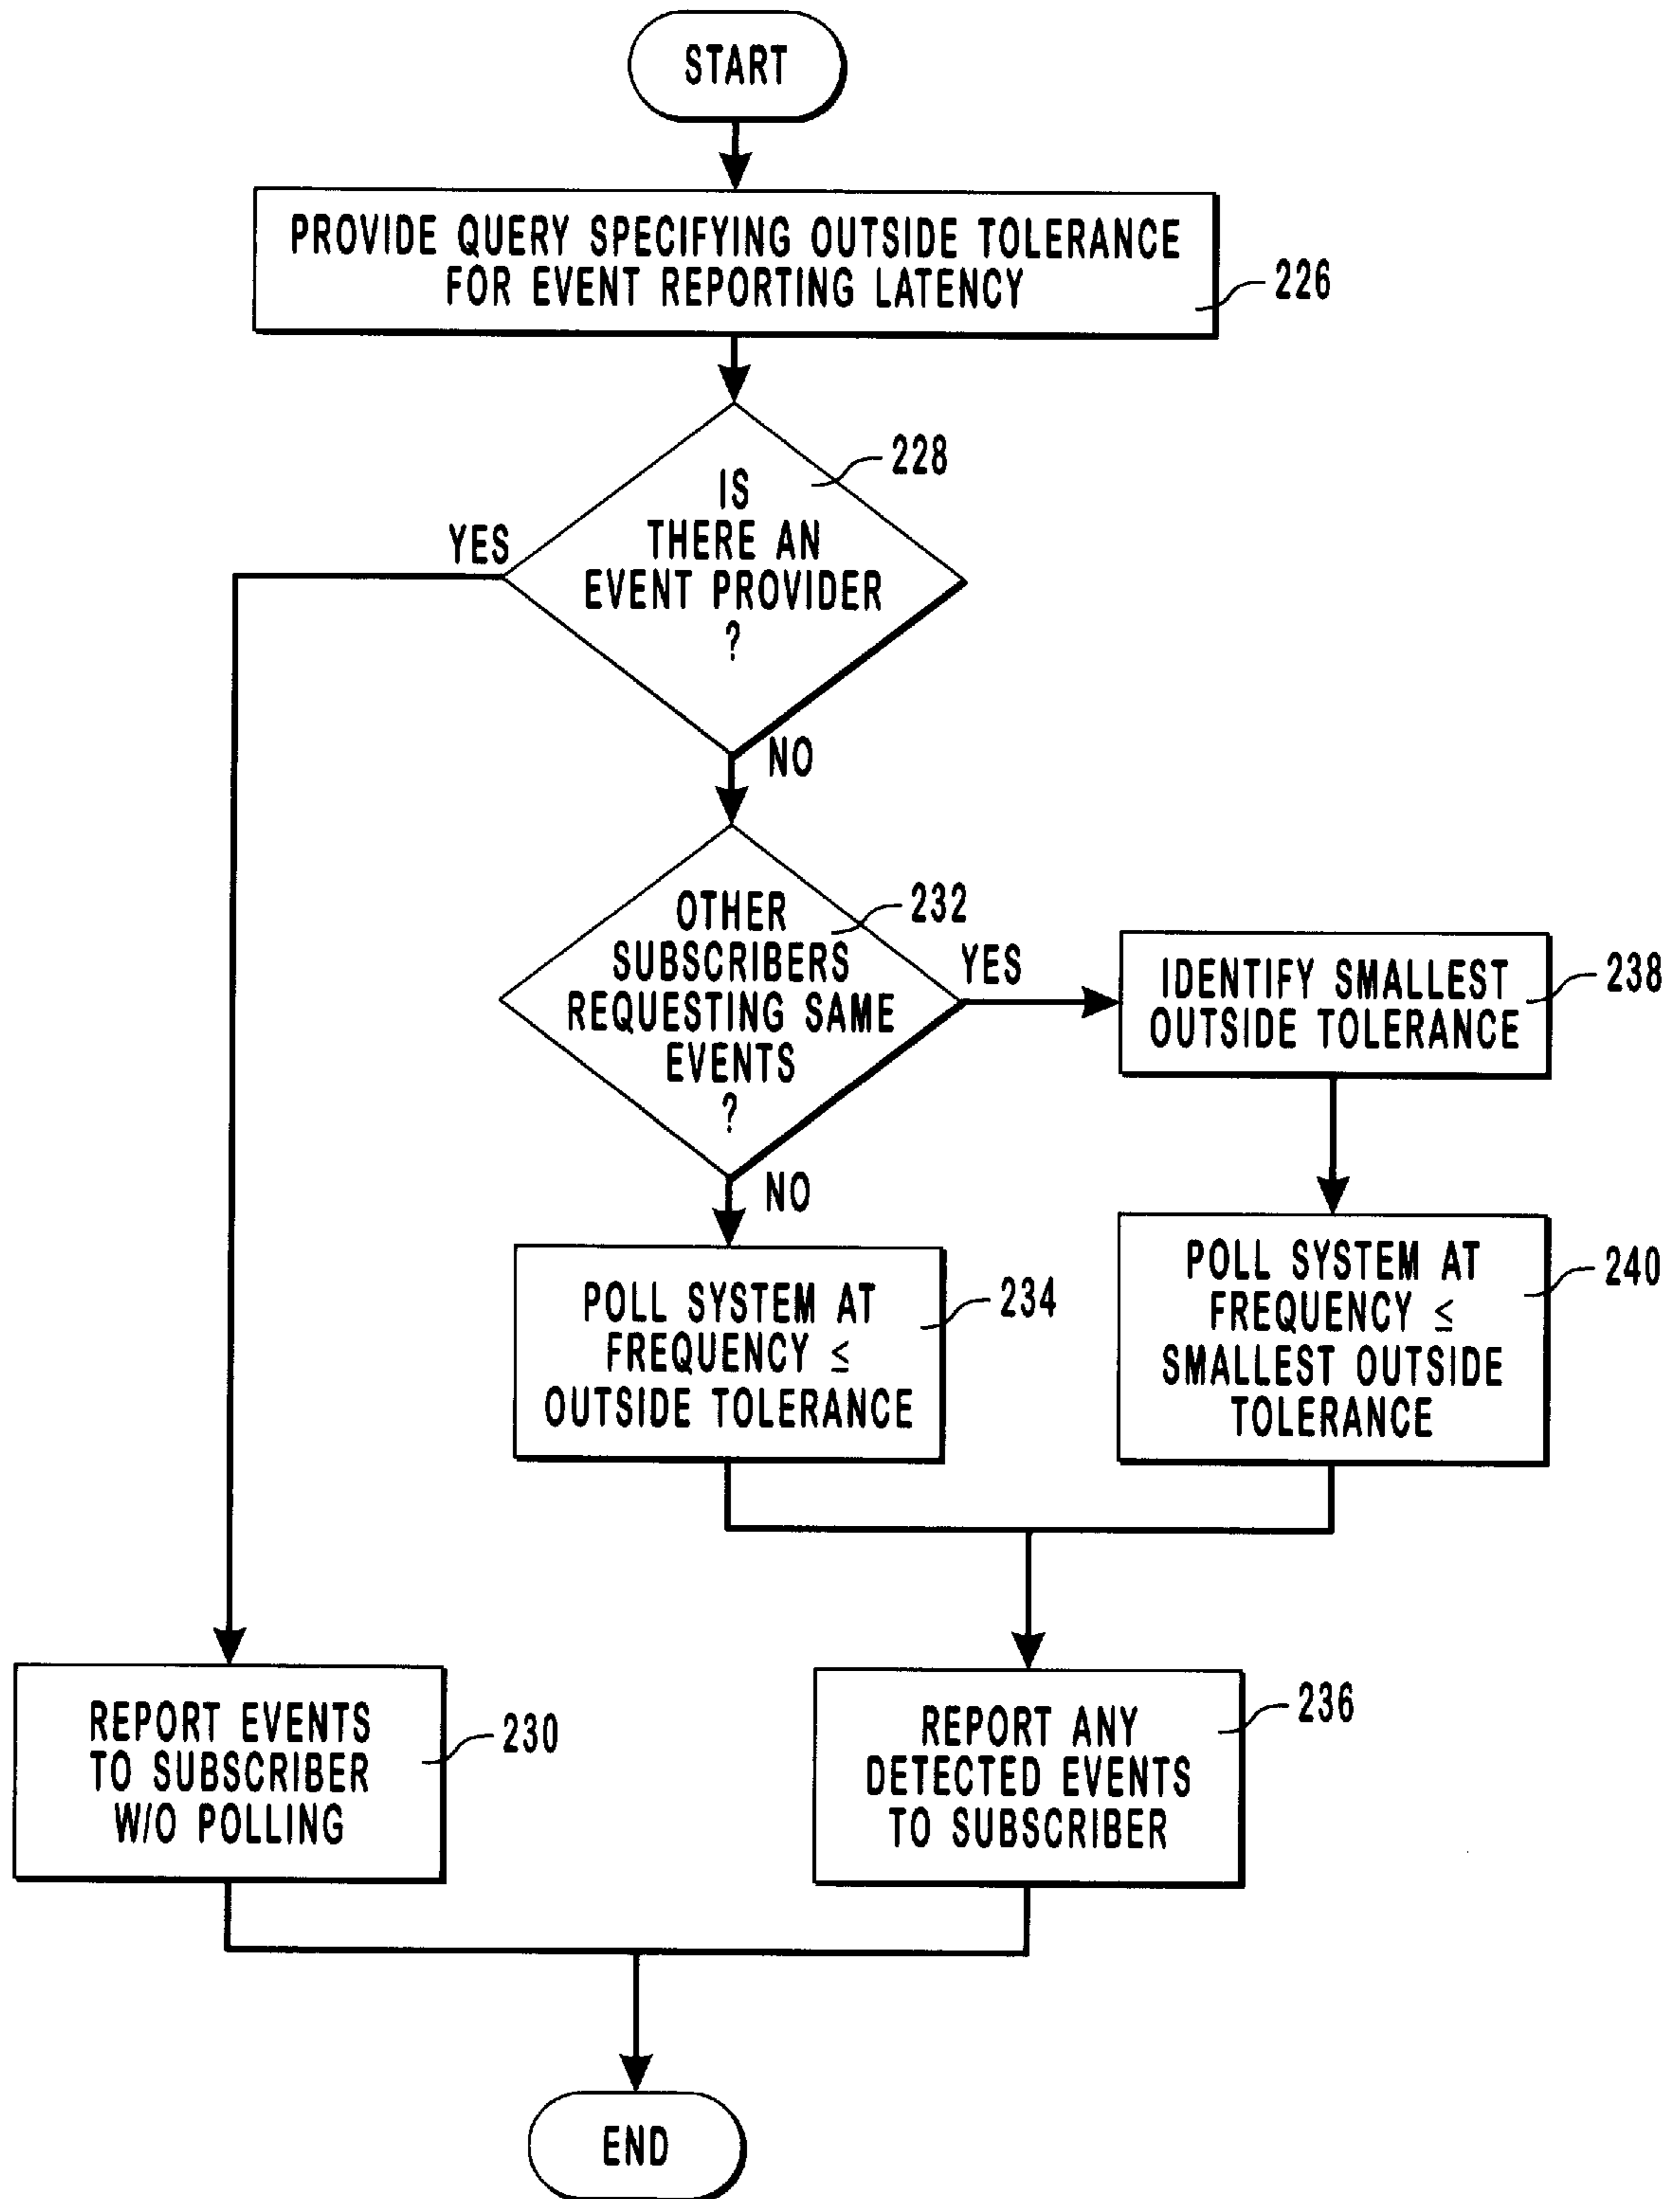 START
PROVIDE QUERY SPECIFYING OUTSIDE TOLERANCE
FOR EVENT REPORTING LATENCY
226
228
IS
THERE AN
EVENT PROVIDER
?
YES
NO
232
OTHER
SUBSCRIBERS
REQUESTING SAME
EVENTS
?
YES
NO
IDENTIFY SMALLEST
OUTSIDE TOLERANCE
238
POLL SYSTEM AT
FREQUENCY ≤
OUTSIDE TOLERANCE
234
POLL SYSTEM AT
FREQUENCY ≤
SMALLEST OUTSIDE
TOLERANCE
240
REPORT EVENTS
TO SUBSCRIBER
W/O POLLING
230
REPORT ANY
DETECTED EVENTS
TO SUBSCRIBER
236
END